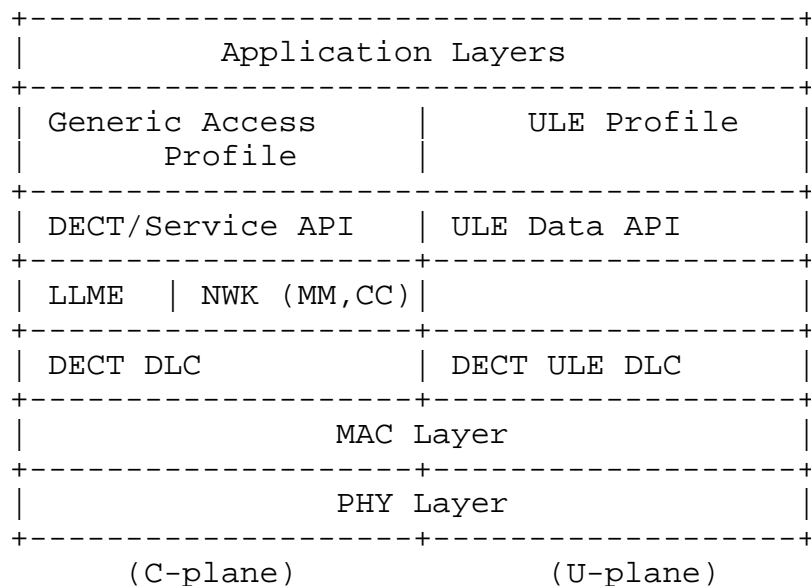 Application Layers
Generic Access | ULE Profile
Profile |
DECT/Service API | ULE Data API
LLME | NWK (MM,CC)|
DECT DLC | DECT ULE DLC
MAC Layer
PHY Layer
(C-plane) (U-plane)